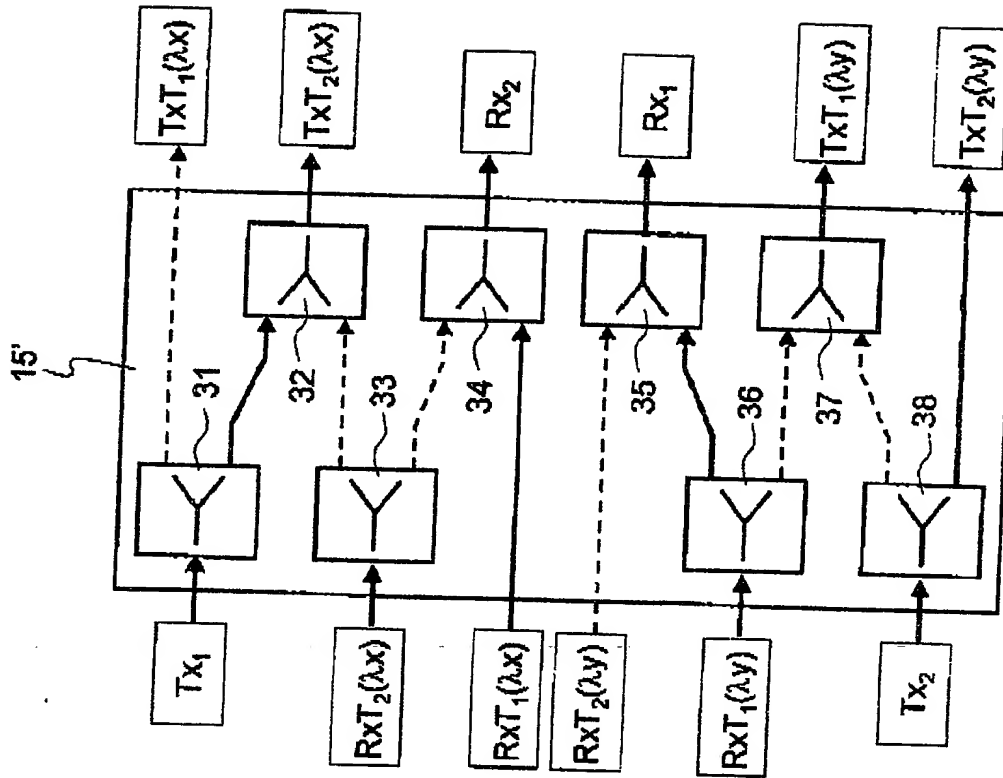 15'
Tx₁
RxT₂(λx)
RxT₁(λx)
RxT₂(λy)
RxT₁(λy)
Tx₂
31
32
33
34
35
36
37
38
TxT₁(λx)
TxT₂(λx)
Rx₂
Rx₁
TxT₁(λy)
TxT₂(λy)